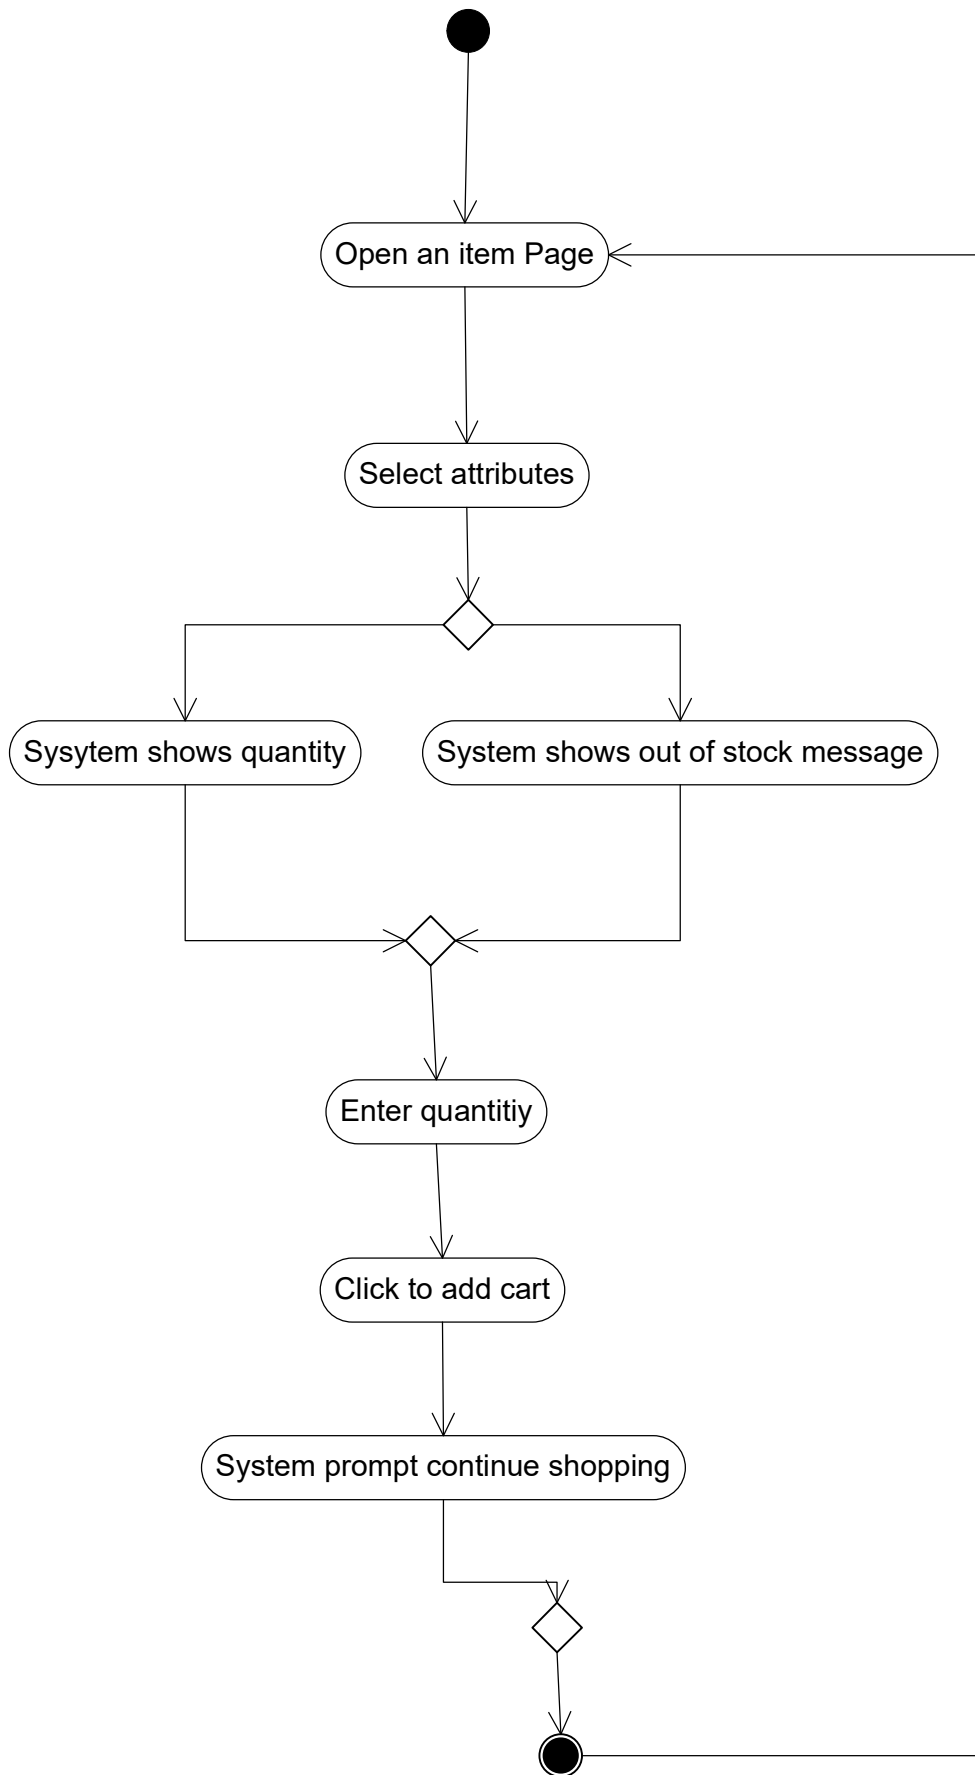 Open an item Page
Select attributes
Sysytem shows quantity
System shows out of stock message
Enter quantitiy
Click to add cart
System prompt continue shopping